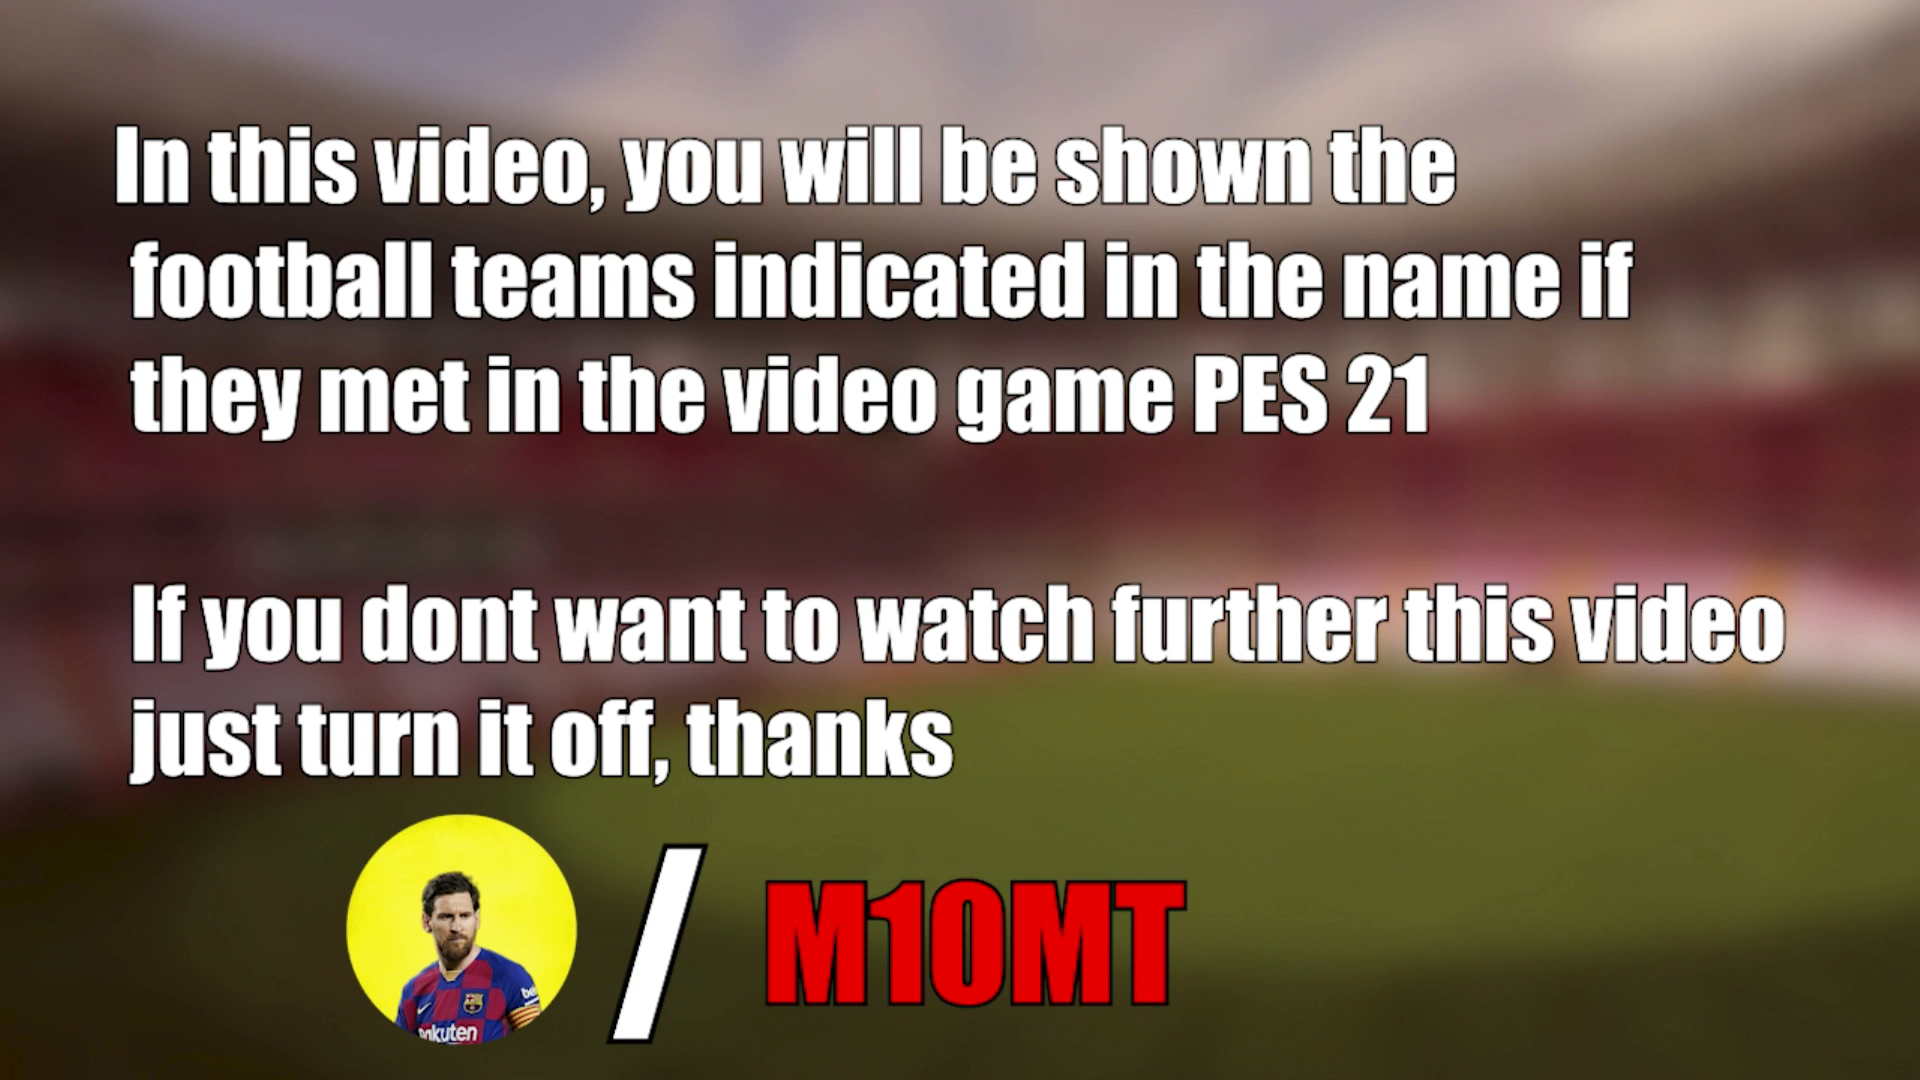 In this video, you will be shown the
football teams indicated in the name if
they met in the video game PES 21
If you dont want to watch further this video
just turn it off, thanks
/ M10MT
akuten